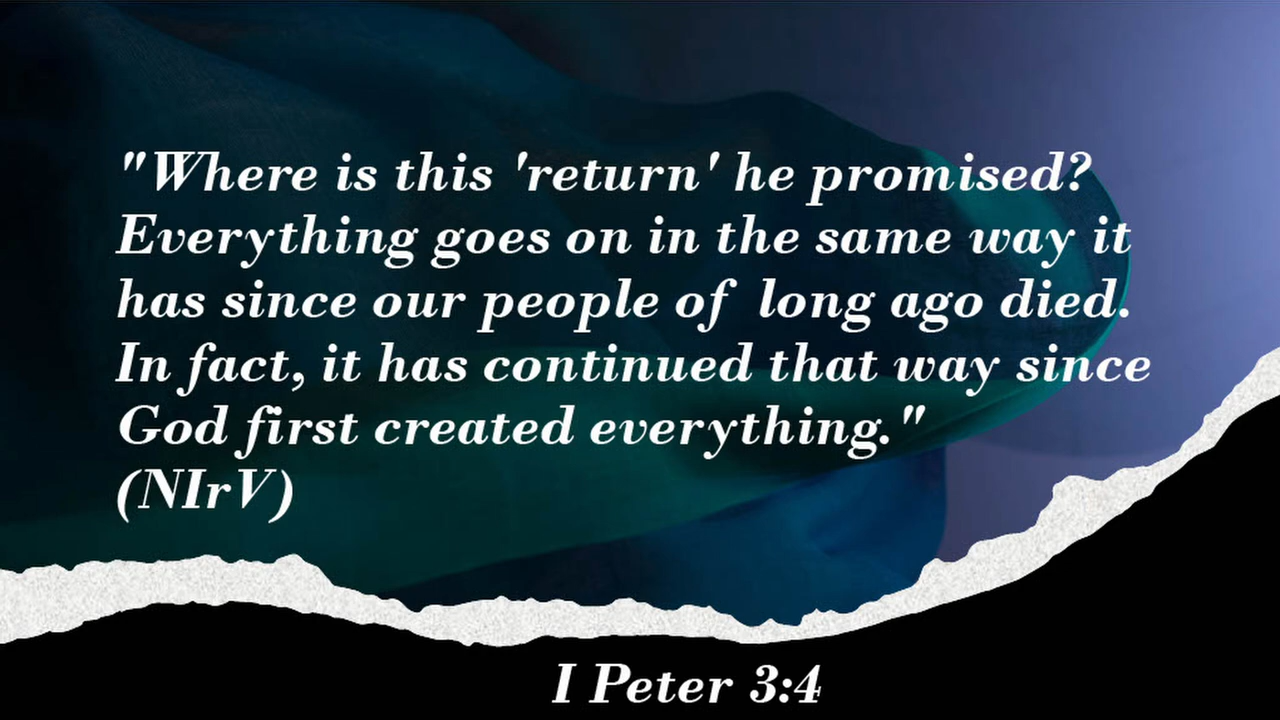 "Where is this 'return' he promised?
Everything goes on in the same way it
has since our people of long ago died.
In fact, it has continued that way since
God first created everything."
(NIrV)
I Peter 3:4